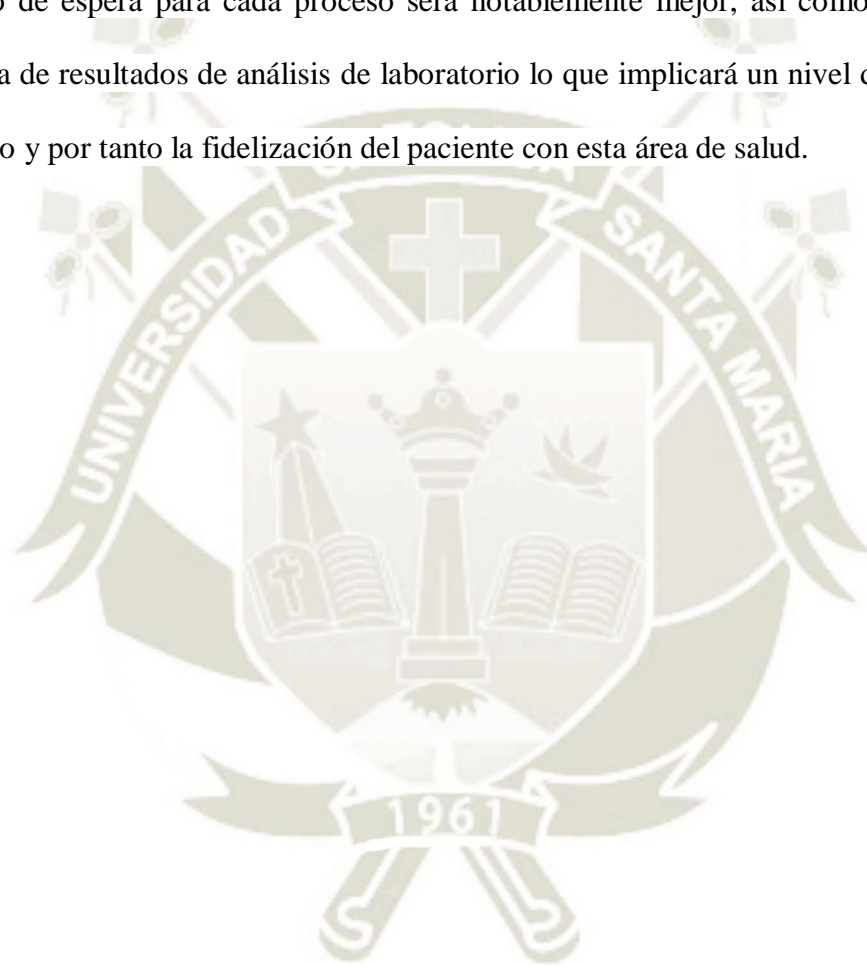 de espera para cada proceso será notablemente mejor, así como
de resultados de análisis de laboratorio lo que implicará un nivel
y por tanto la fidelización del paciente con esta área de salud.
UNIVERSIDAD
SANTA MARIA
1961